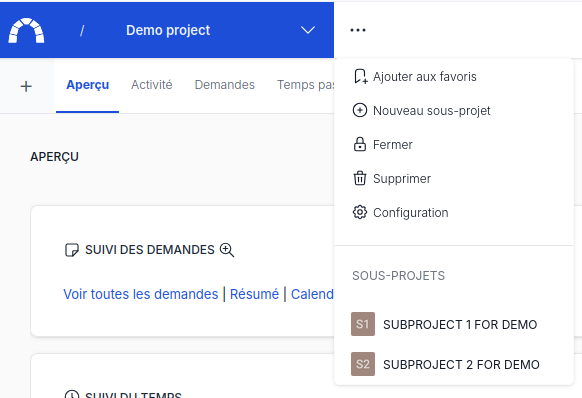 / Demo project
Aperçu Activité Demandes Temps
Ajouter aux favoris
Nouveau sous-projet
Fermer
Supprimer
Configuration
APERÇU
SUIVI DES DEMANDES
Voir toutes les demandes | Résumé |
SOUS-PROJETS
S1 SUBPROJECT 1 FOR DEMO
S2 SUBPROJECT 2 FOR DEMO
SUIVI DU TEMPS